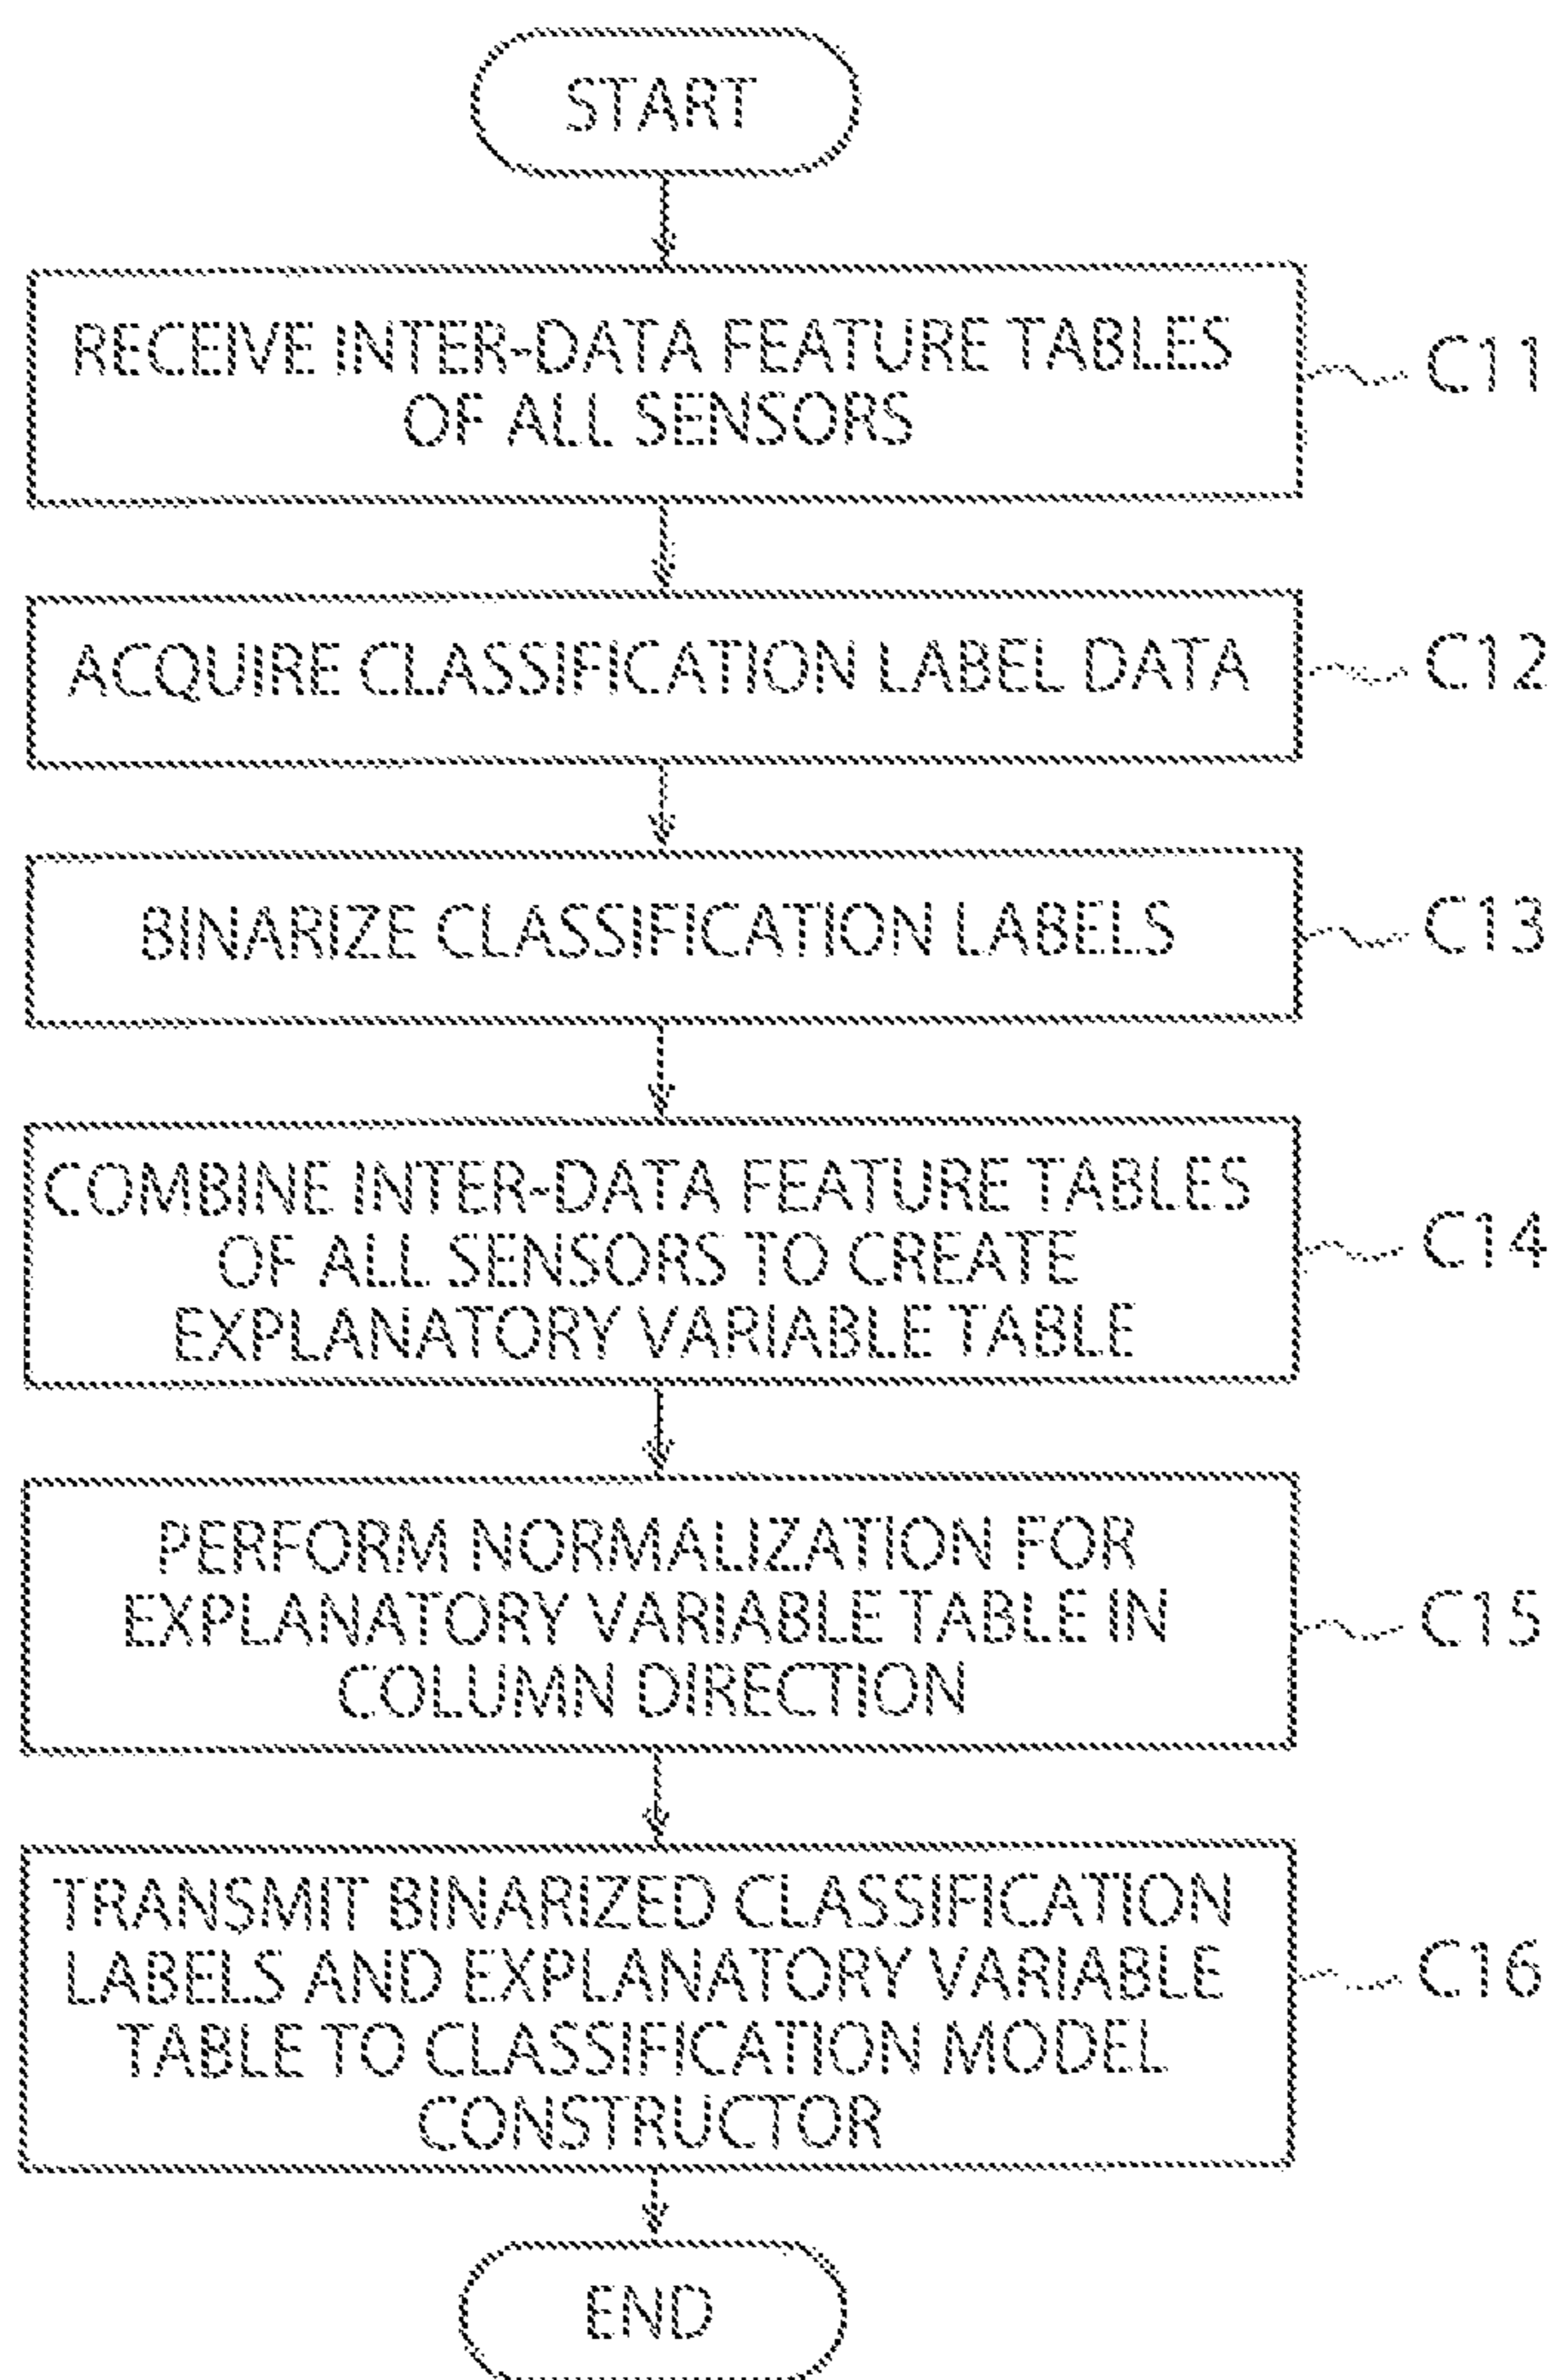 START
RECEIVE INTER-DATA FEATURE TABLES
OF ALL SENSORS
C11
ACQUIRE CLASSIFICATION LABEL DATA
C12
BINARIZE CLASSIFICATION LABELS
C13
COMBINE INTER-DATA FEATURE TABLES
OF ALL SENSORS TO CREATE
EXPLANATORY VARIABLE TABLE
C14
PERFORM NORMALIZATION FOR
EXPLANATORY VARIABLE TABLE IN
COLUMN DIRECTION
C15
TRANSMIT BINARIZED CLASSIFICATION
LABELS AND EXPLANATORY VARIABLE
TABLE TO CLASSIFICATION MODEL
CONSTRUCTOR
C16
END